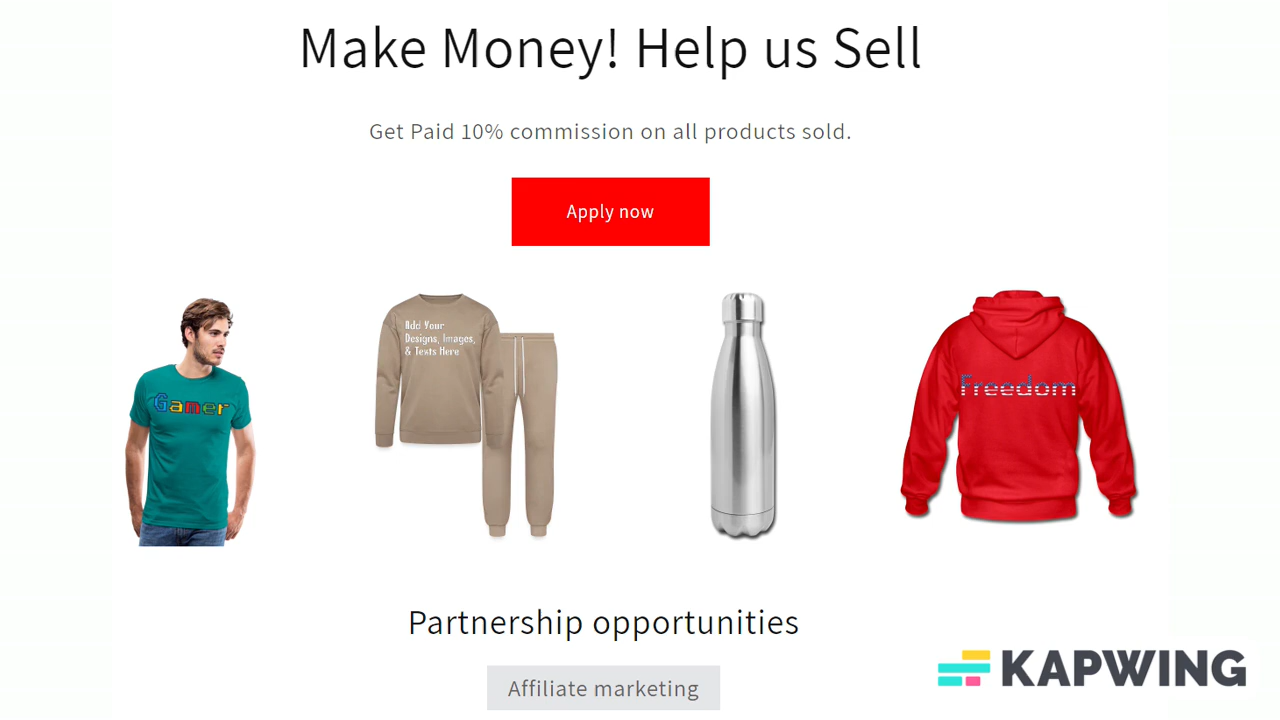 Make Money! Help us Sell
Get Paid 10% commission on all products sold.
Apply now
Gamer
Add Your
Designs, Images,
& Texts Here
Freedom
Partnership opportunities
Affiliate marketing
KAPWING